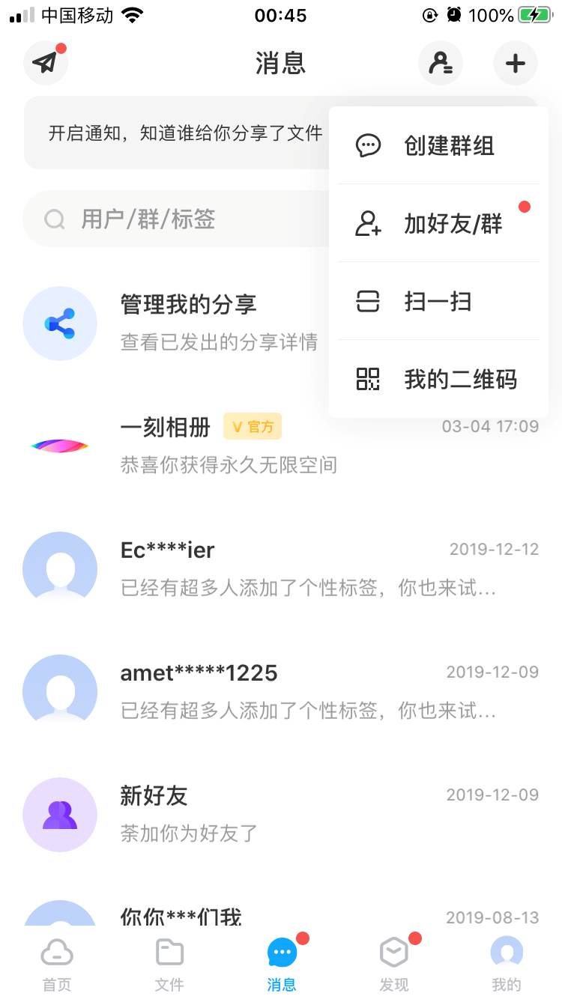 中国移动
00:45
100%
消息
开启通知，知道谁给你分享了文件
用户/群/标签
创建群组
加好友/群
扫一扫
我的二维码
管理我的分享
查看已发出的分享详情
一刻相册
V 官方
03-04 17:09
恭喜你获得永久无限空间
Ec****ier
2019-12-12
已经有超多人添加了个性标签，你也来试...
amet*****1225
2019-12-09
已经有超多人添加了个性标签，你也来试...
新好友
2019-12-09
荼加你为好友了
你你***们我
2019-08-13
首页
文件
消息
发现
我的